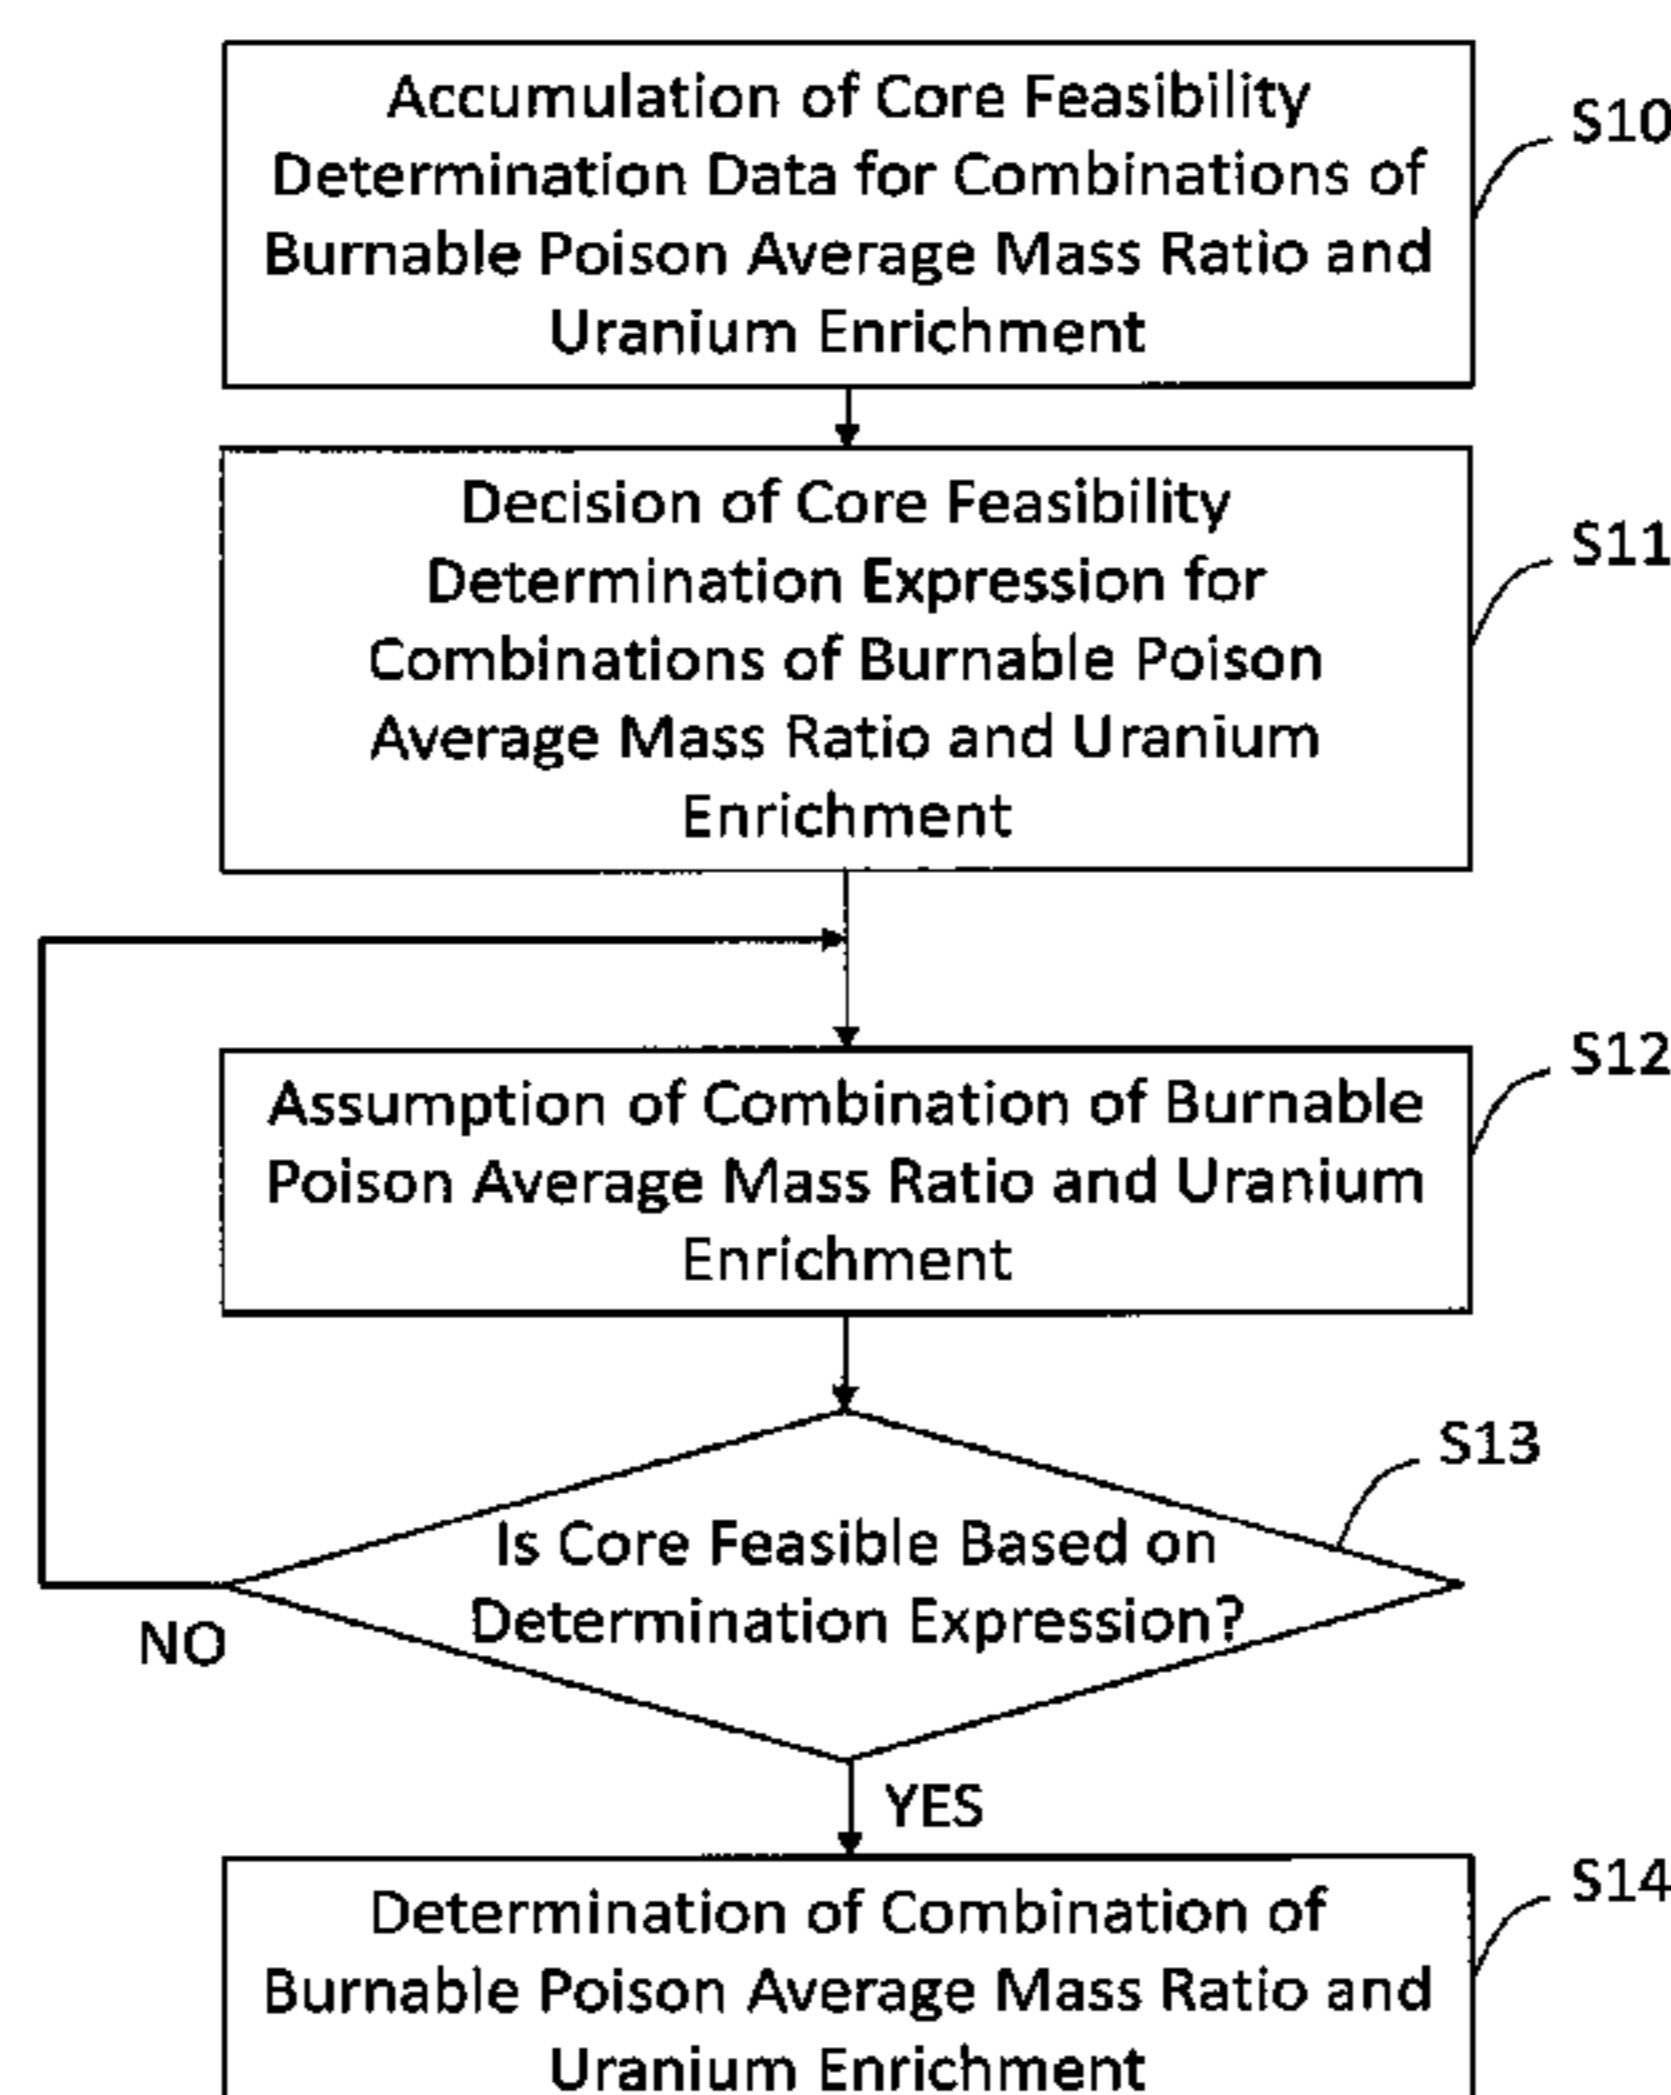 Accumulation of Core Feasibility
Determination Data for Combinations of
Burnable Poison Average Mass Ratio and
Uranium Enrichment
S10
Decision of Core Feasibility
Determination Expression for
Combinations of Burnable Poison
Average Mass Ratio and Uranium
Enrichment
S11
Assumption of Combination of Burnable
Poison Average Mass Ratio and Uranium
Enrichment
S12
Is Core Feasible Based on
Determination Expression?
S13
NO
YES
Determination of Combination of
Burnable Poison Average Mass Ratio and
Uranium Enrichment
S14